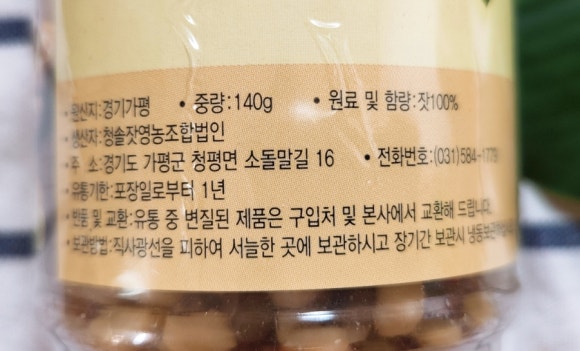 • 원산지:경기가평 • 중량:140g • 원료 및 함량:잣100%
• 생산자:청솔잣영농조합법인
• 주 소:경기도 가평군 청평면 소돌말길 16 • 전화번호:(031)584-1779
• 유통기한:포장일로부터 1년
• 반품 및 교환:유통 중 변질된 제품은 구입처 및 본사에서 교환해 드립니다.
• 보관방법:직사광선을 피하여 서늘한 곳에 보관하시고 장기간 보관시 냉동보관